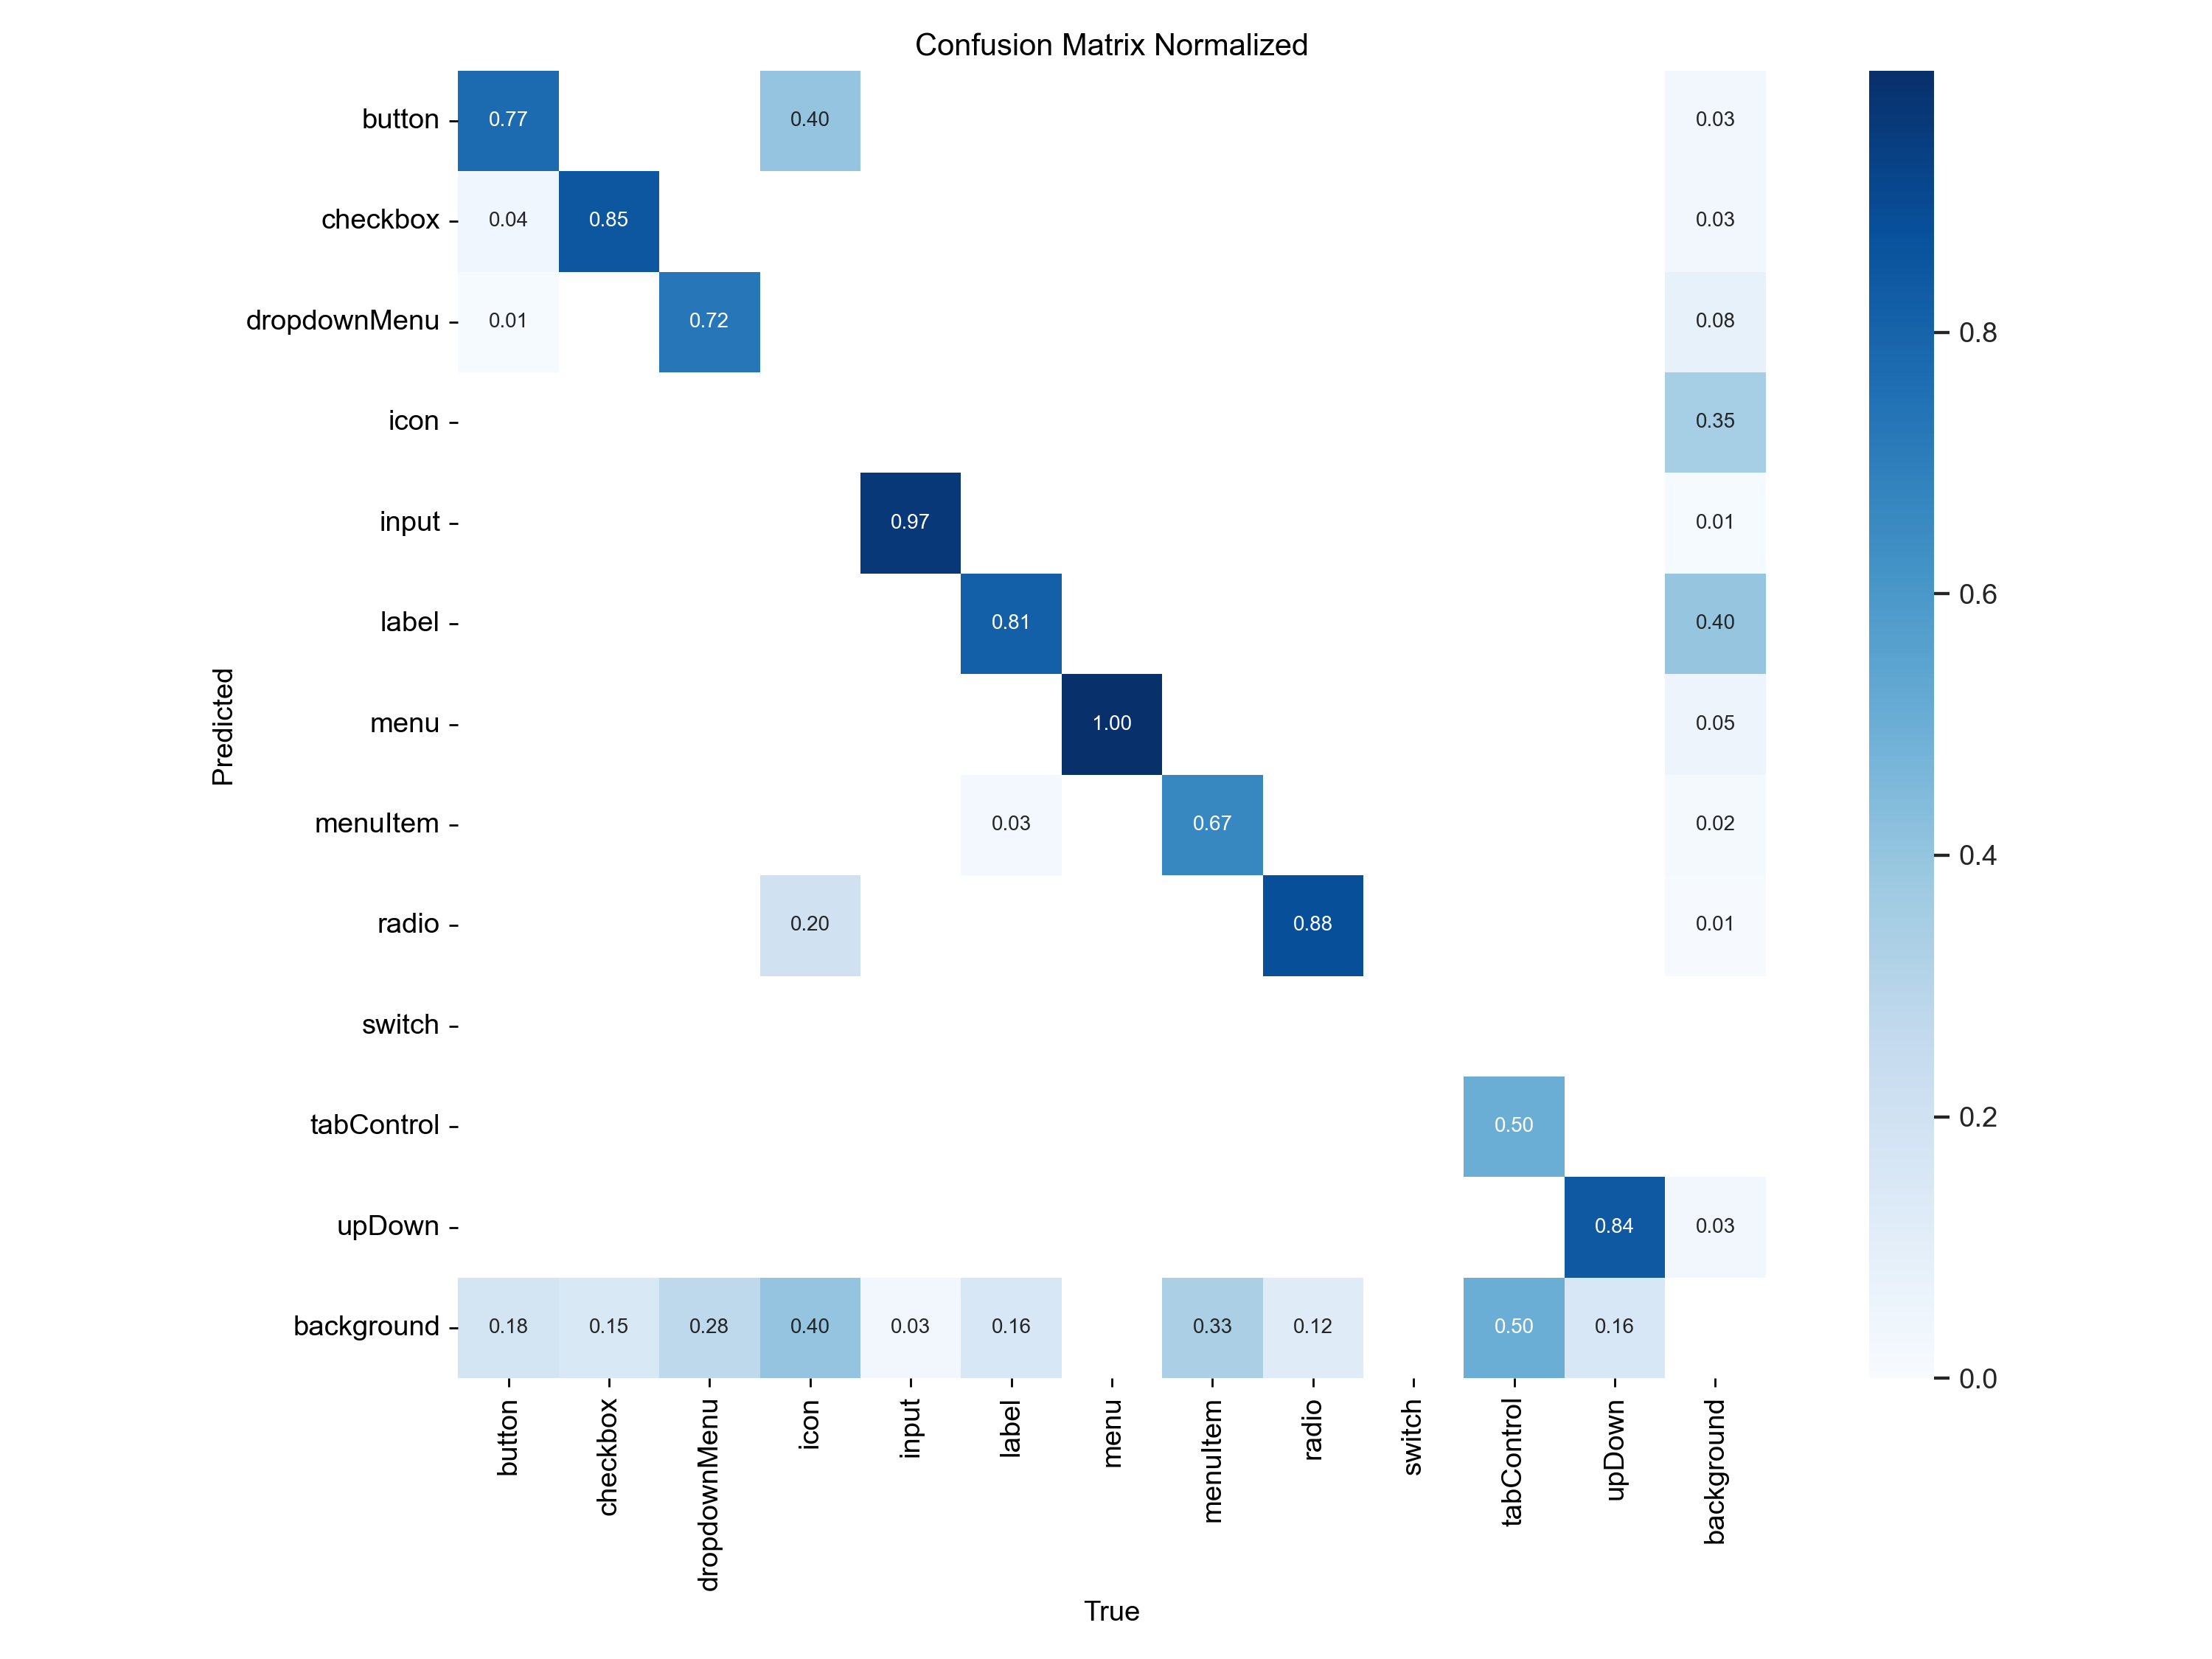 Confusion Matrix Normalized
button 0.77 0.40 0.03
checkbox 0.04 0.85 0.03
dropdownMenu 0.01 0.72 0.08
icon 0.35
input 0.97 0.01
label 0.81 0.40
menu 1.00 0.05
menuItem 0.03 0.67 0.02
radio 0.20 0.88 0.01
switch
tabControl 0.50
upDown 0.84 0.03
background 0.18 0.15 0.28 0.40 0.03 0.16 0.33 0.12 0.50 0.16
Predicted
button
checkbox
dropdownMenu
icon
input
label
menu
menuItem
radio
switch
tabControl
upDown
background
True
0.8
0.6
0.4
0.2
0.0